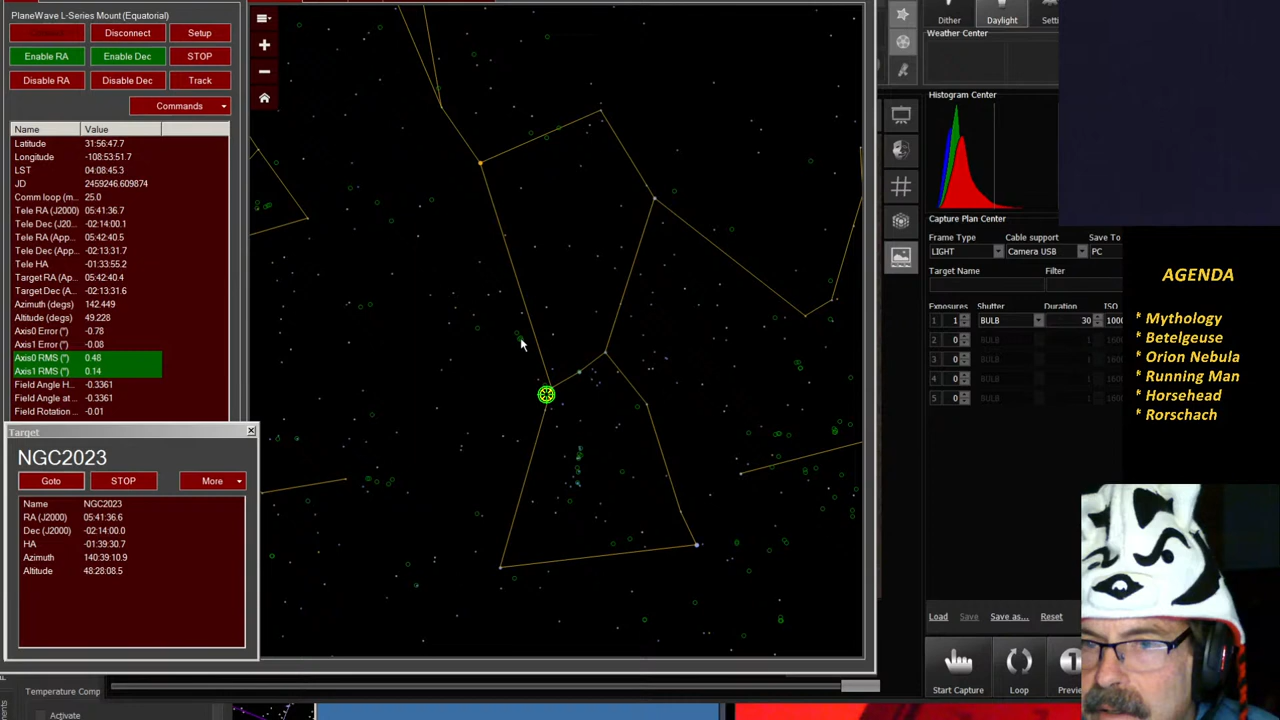 PlaneWave L-Series Mount (Equatorial)
Disconnect
Setup
Enable RA
Enable Dec
STOP
Disable RA
Disable Dec
Track
Commands
Name Value
Latitude 31:56:47.7
Longitude -108:53:51.7
LST 04:08:45.3
JD 2459246.609874
Comm loop (m... 25.0
Tele RA (J2000) 05:41:36.7
Tele Dec (J20... -02:14:00.1
Tele RA (App... 05:42:40.5
Tele Dec (App... -02:13:31.7
Tele HA -01:33:55.2
Target RA (Ap... 05:42:40.4
Target Dec (A... -02:13:31.6
Azimuth (degs) 142.449
Altitude (degs) 49.228
Axis0 Error (") -0.78
Axis1 Error (") -0.08
Axis0 RMS (") 0.48
Axis1 RMS (") 0.14
Field Angle H... -0.3361
Field Angle at ... -0.3361
Field Rotation ... -0.01
Target
NGC2023
Goto
STOP
More
Name NGC2023
RA (J2000) 05:41:36.6
Dec (J2000) -02:14:00.0
HA -01:39:30.7
Azimuth 140:39:10.9
Altitude 48:28:08.5
Temperature Comp
Activate
Dither
Daylight
Setti
Weather Center
Histogram Center
Capture Plan Center
Frame Type
Cable support
Save To
LIGHT
Camera USB
PC
Target Name
Filter
Exposures
Shutter
Duration
ISO
1 1 BULB 30 1000
2 0 BULB
3 0 BULB
4 0 BULB
5 0 BULB
Load
Save
Save as...
Reset
Start Capture
Loop
Previe
AGENDA
* Mythology
* Betelgeuse
* Orion Nebula
* Running Man
* Horsehead
* Rorschach